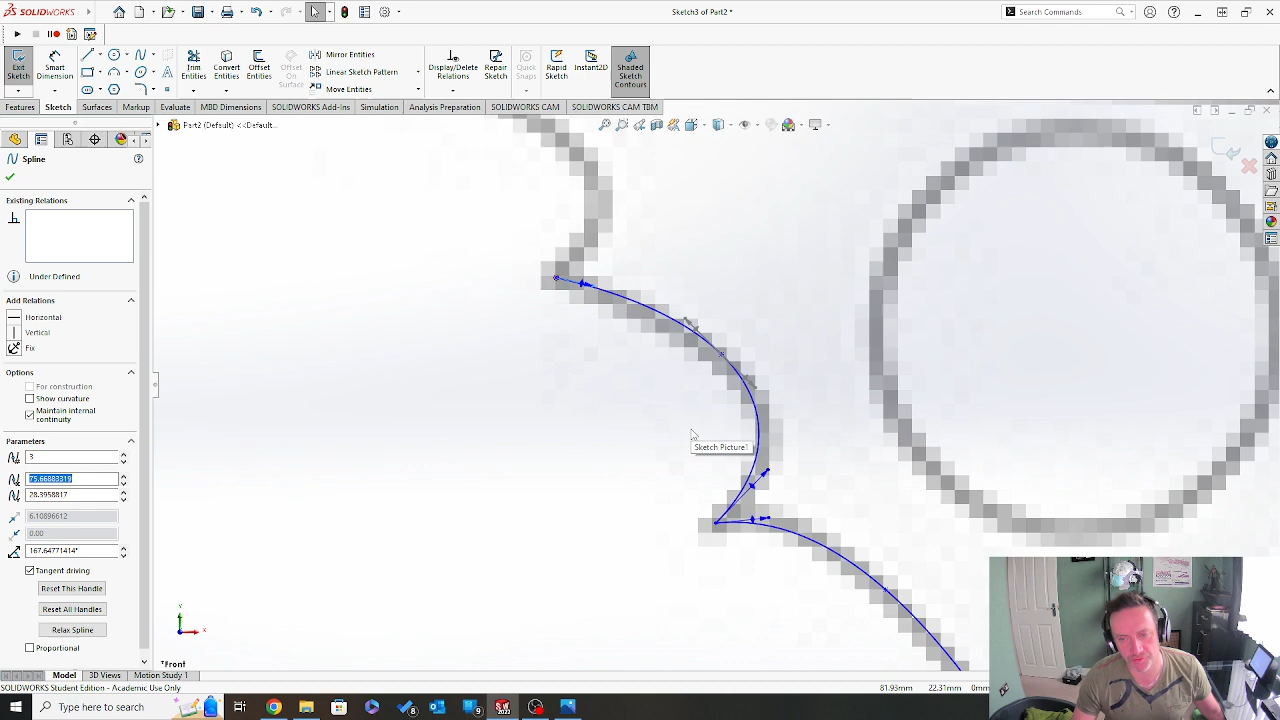 SOLIDWORKS
Sketch3 of Part2 *
Search Commands
Exit Sketch
Smart Dimension
Trim Entities
Convert Entities
Offset Entities
Offset On Surface
Mirror Entities
Linear Sketch Pattern
Move Entities
Display/Delete Relations
Repair Sketch
Quick Snaps
Rapid Sketch
Instant2D
Shaded Sketch Contours
Features
Sketch
Surfaces
Markup
Evaluate
MBD Dimensions
SOLIDWORKS Add-Ins
Simulation
Analysis Preparation
SOLIDWORKS CAM
SOLIDWORKS CAM TBM
Part2 (Default) <<Default...
Spline
Existing Relations
Under Defined
Add Relations
Horizontal
Vertical
Fix
Options
For construction
Show curvature
Maintain internal
continuity
Parameters
3
75.66883319
28.3958817
6.10896612
0.00
167.64771414°
Tangent driving
Reset This Handle
Reset All Handles
Relax Spline
Proportional
Sketch Picture1
Y
X
*Front
Model
3D Views
Motion Study 1
SOLIDWORKS Student Edition - Academic Use Only
81.93mm
22.31mm
0mm
Type here to search